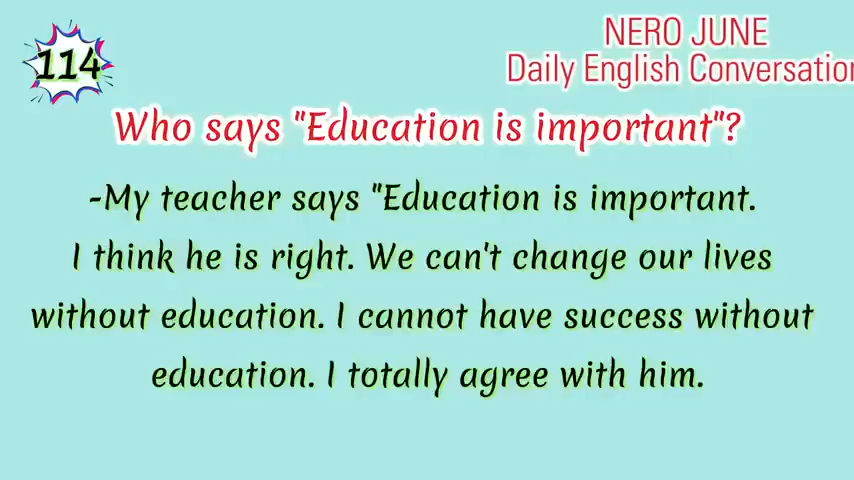 114
NERO JUNE
Daily English Conversation
Who says "Education is important"?
-My teacher says "Education is important.
I think he is right. We can't change our lives
without education. I cannot have success without
education. I totally agree with him.